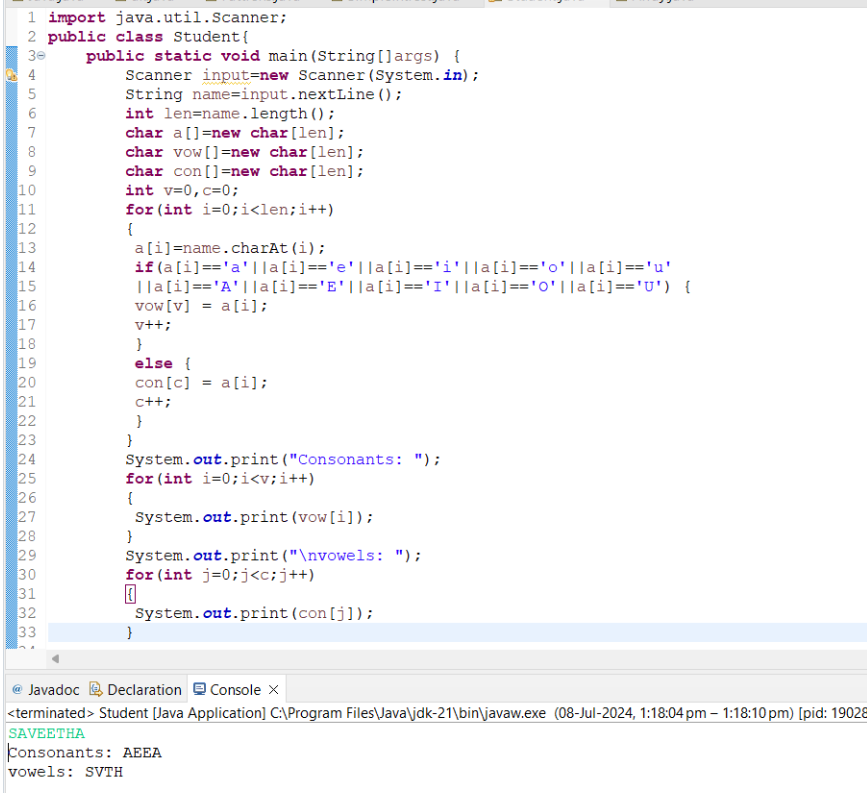 1 import java.util.Scanner;
2 public class Student{
3 public static void main(String[]args) {
4 Scanner input=new Scanner(System.in);
5 String name=input.nextLine();
6 int len=name.length();
7 char a[]=new char[len];
8 char vow[]=new char[len];
9 char con[]=new char[len];
10 int v=0,c=0;
11 for(int i=0;i<len;i++)
12 {
13 a[i]=name.charAt(i);
14 if(a[i]=='a'||a[i]=='e'||a[i]=='i'||a[i]=='o'||a[i]=='u'
15 ||a[i]=='A'||a[i]=='E'||a[i]=='I'||a[i]=='O'||a[i]=='U') {
16 vow[v] = a[i];
17 v++;
18 }
19 else {
20 con[c] = a[i];
21 c++;
22 }
23 }
24 System.out.print("Consonants: ");
25 for(int i=0;i<v;i++)
26 {
27 System.out.print(vow[i]);
28 }
29 System.out.print("\nvowels: ");
30 for(int j=0;j<c;j++)
31 {
32 System.out.print(con[j]);
33 }
@ Javadoc Declaration Console ×
<terminated> Student [Java Application] C:\Program Files\Java\jdk-21\bin\javaw.exe (08-Jul-2024, 1:18:04 pm – 1:18:10 pm) [pid: 19028
SAVEETHA
Consonants: AEEA
vowels: SVTH